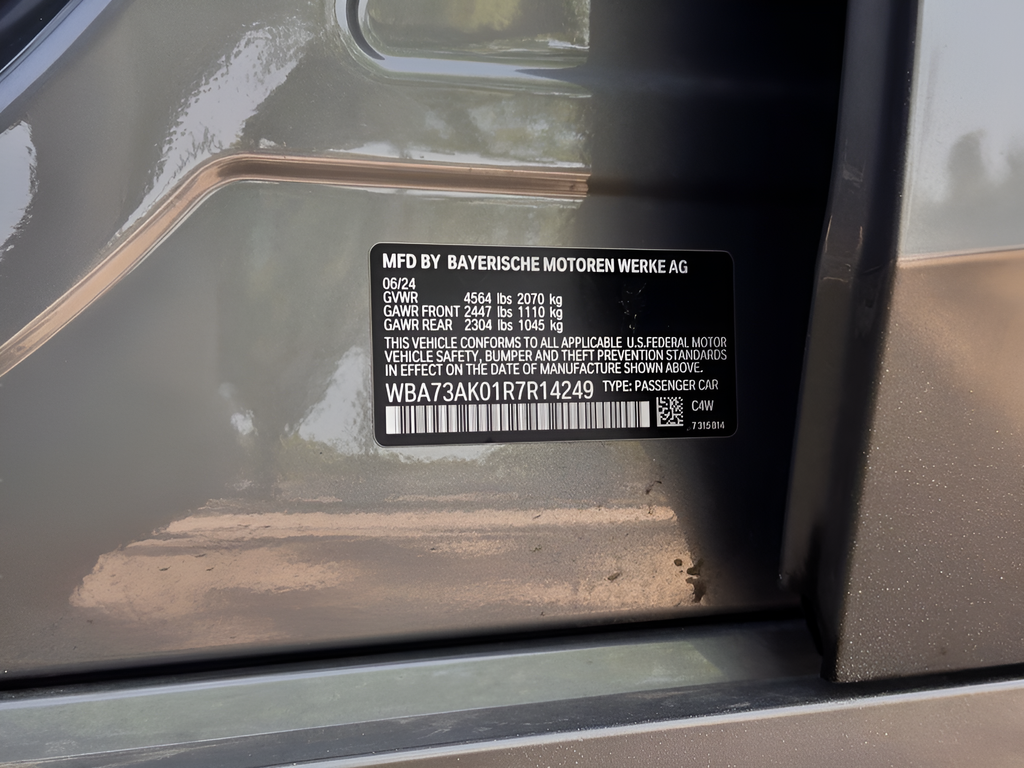 MFD BY BAYERISCHE MOTOREN WERKE AG
06/24
GVWR 4564 lbs 2070 kg
GAWR FRONT 2447 lbs 1110 kg
GAWR REAR 2304 lbs 1045 kg
THIS VEHICLE CONFORMS TO ALL APPLICABLE U.S.FEDERAL MOTOR
VEHICLE SAFETY, BUMPER AND THEFT PREVENTION STANDARDS
IN EFFECT ON THE DATE OF MANUFACTURE SHOWN ABOVE.
WBA73AK01R7R14249 TYPE: PASSENGER CAR
C4W
7315014